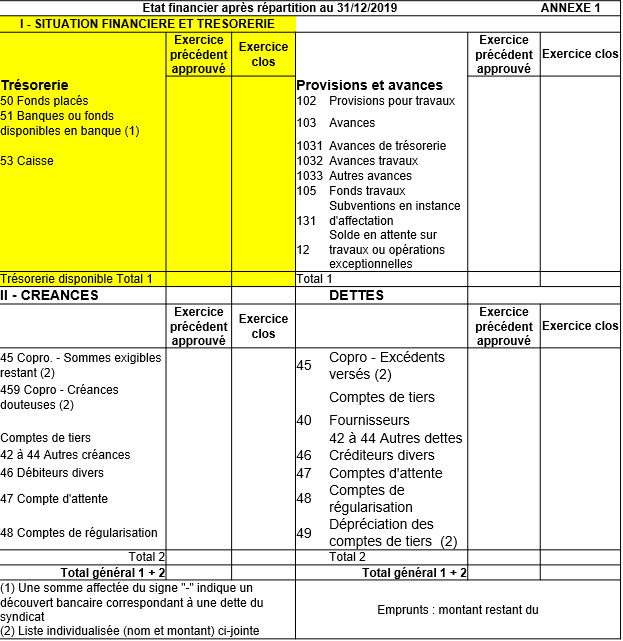 Etat financier après répartition au 31/12/2019 ANNEXE 1
I - SITUATION FINANCIERE ET TRESORERIE
Exercice précédent approuvé
Exercice clos
Exercice précédent approuvé
Exercice clos
Trésorerie
Provisions et avances
50 Fonds placés
102 Provisions pour travaux
51 Banques ou fonds
disponibles en banque (1)
103 Avances
1031 Avances de trésorerie
53 Caisse
1032 Avances travaux
1033 Autres avances
105 Fonds travaux
Subventions en instance
131 d'affectation
Solde en attente sur
12 travaux ou opérations
exceptionnelles
Trésorerie disponible Total 1
Total 1
II - CREANCES
DETTES
Exercice précédent approuvé
Exercice clos
Exercice précédent approuvé
Exercice clos
45 Copro. - Sommes exigibles
restant (2)
45 Copro - Excédents
versés (2)
459 Copro - Créances
douteuses (2)
Comptes de tiers
40 Fournisseurs
Comptes de tiers
42 à 44 Autres dettes
42 à 44 Autres créances
46 Créditeurs divers
46 Débiteurs divers
47 Comptes d'attente
47 Compte d'attente
48 Comptes de
régularisation
48 Comptes de régularisation
49 Dépréciation des
comptes de tiers (2)
Total 2
Total 2
Total général 1 + 2
Total général 1 + 2
(1) Une somme affectée du signe "-" indique un
découvert bancaire correspondant à une dette du
syndicat
(2) Liste individualisée (nom et montant) ci-jointe
Emprunts : montant restant du